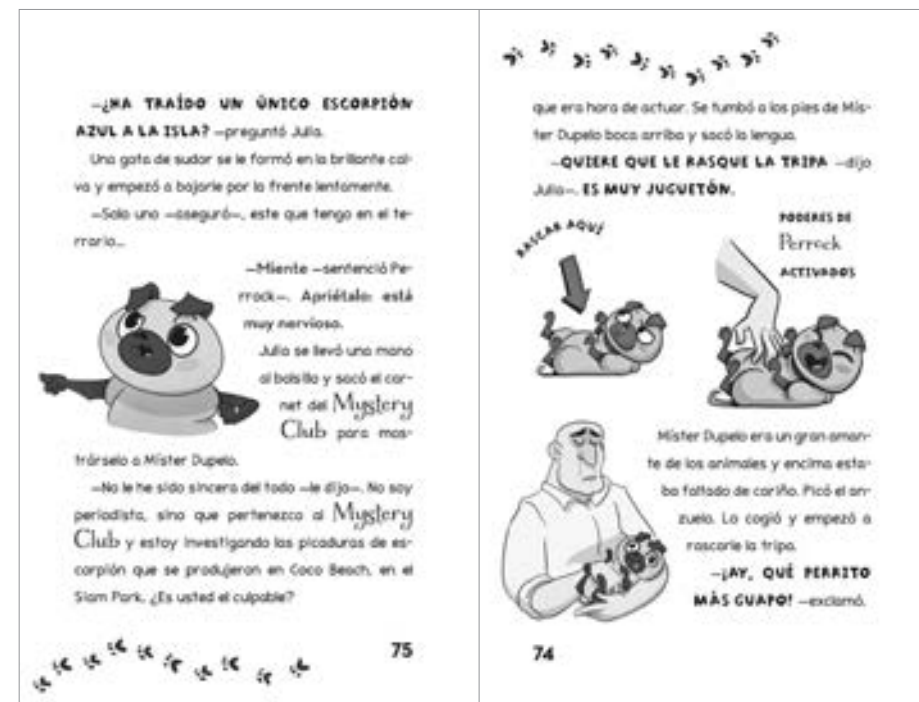 —¿HA TRAÍDO UN ÚNICO ESCORPIÓN
AZUL A LA ISLA? —preguntó Julia.
Una gota de sudor se le formó en la brillante cal-
va y empezó a bajarle por la frente lentamente.
—Solo uno —aseguró—, este que tengo en el te-
rrario...
—Miente —sentenció Pe-
rrock—. Apriétalo: está
muy nervioso.
Julia se llevó una mano
al bolsillo y sacó el car-
net del Mystery
Club para mos-
trárselo a Míster Dupelo.
—No le he sido sincera del todo —le dijo—. No soy
periodista, sino que pertenezco al Mystery
Club y estoy investigando las picaduras de es-
corpión que se produjeron en Coco Beach, en el
Siam Park. ¿Es usted el culpable?
75
que era hora de actuar. Se tumbó a los pies de Mís-
ter Dupelo boca arriba y sacó la lengua.
—QUIERE QUE LE RASQUE LA TRIPA —dijo
Julia—. ES MUY JUGUETÓN.
RASCAR AQUÍ
PODERES DE
Perrock
ACTIVADOS
Míster Dupelo era un gran aman-
te de los animales y encima esta-
ba faltado de cariño. Picó el an-
zuelo. Lo cogió y empezó a
rascarle la tripa.
—¡AY, QUÉ PERRITO
MÁS GUAPO! —exclamó.
74